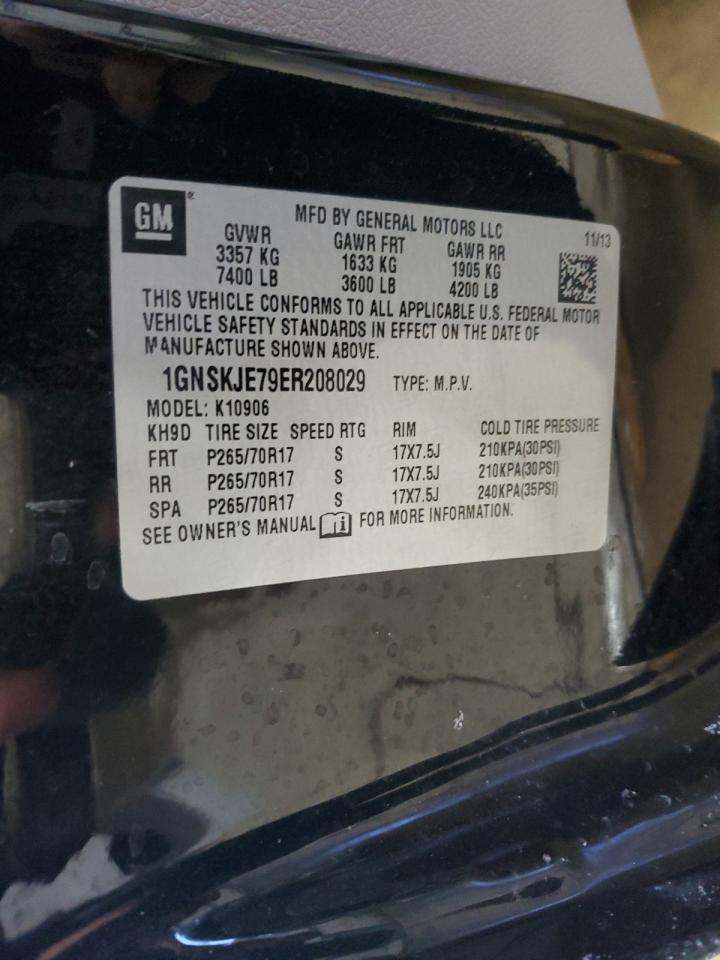 GM®
MFD BY GENERAL MOTORS LLC
11/13
GVWR GAWR FRT GAWR RR
3357 KG 1633 KG 1905 KG
7400 LB 3600 LB 4200 LB
THIS VEHICLE CONFORMS TO ALL APPLICABLE U.S. FEDERAL MOTOR
VEHICLE SAFETY STANDARDS IN EFFECT ON THE DATE OF
MANUFACTURE SHOWN ABOVE.
1GNSKJE79ER208029 TYPE: M.P.V.
MODEL: K10906
KH9D TIRE SIZE SPEED RTG RIM COLD TIRE PRESSURE
FRT P265/70R17 S 17X7.5J 210KPA(30PSI)
RR P265/70R17 S 17X7.5J 210KPA(30PSI)
SPA P265/70R17 S 17X7.5J 240KPA(35PSI)
SEE OWNER'S MANUAL i FOR MORE INFORMATION.